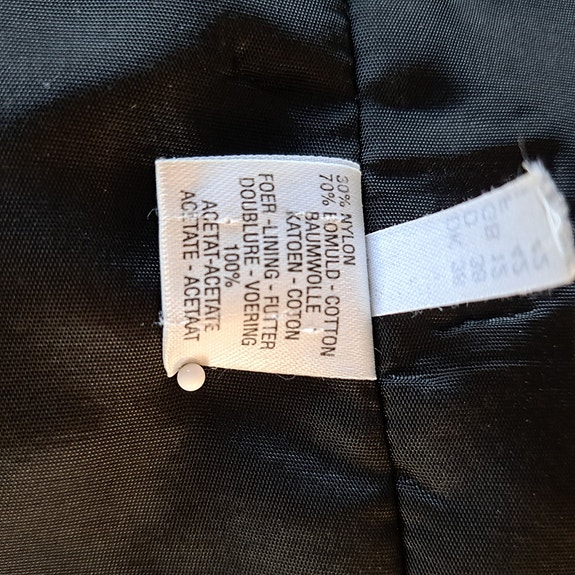 30% NYLON
70% BOMULD - COTTON
BAUMWOLLE
KATOEN - COTON
FOER - LINING - FUTTER
DOUBLURE - VOERING
100%
ACETAT - ACETATE
ACETATE - ACETAAT